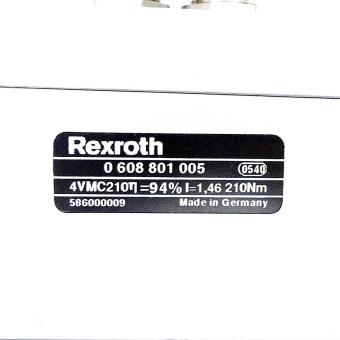 Rexroth
0 608 801 005 0540
4VMC210η=94% I=1,46 210Nm
586000009 Made in Germany